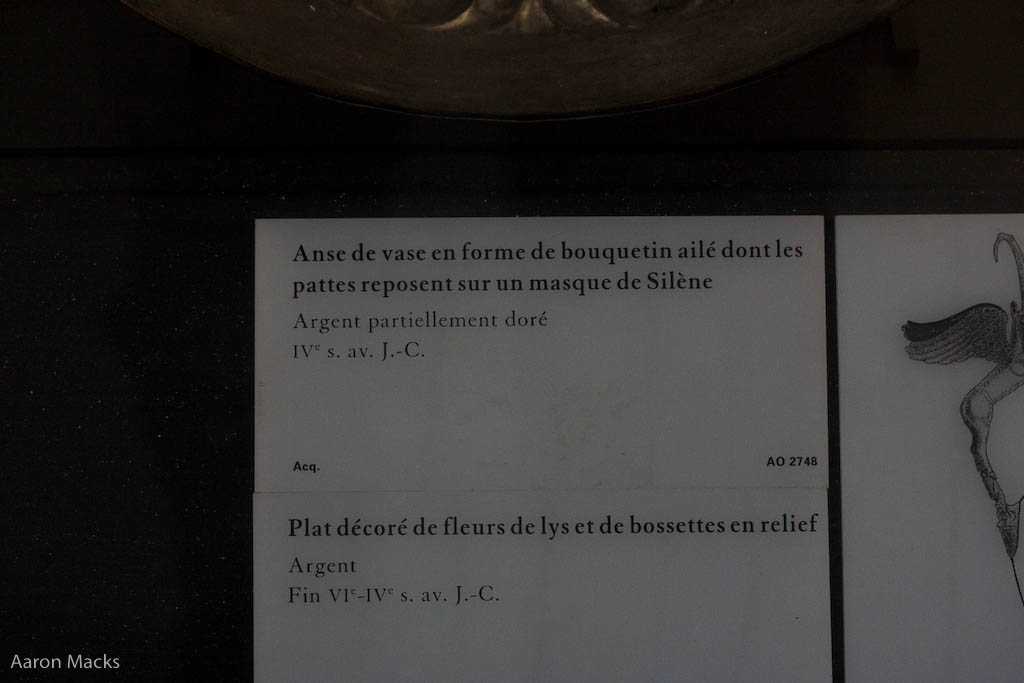 Anse de vase en forme de bouquetin ailé dont les
pattes reposent sur un masque de Silène
Argent partiellement doré
IVe s. av. J.-C.
Acq. AO 2748
Plat décoré de fleurs de lys et de bossettes en relief
Argent
Fin VIe-IVe s. av. J.-C.
Aaron Macks